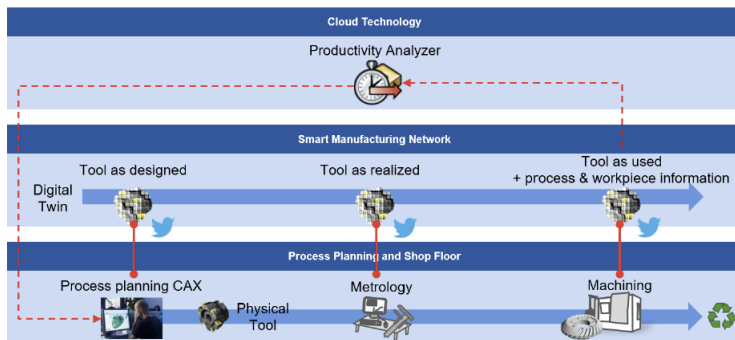 Cloud Technology
Productivity Analyzer
Smart Manufacturing Network
Tool as designed
Tool as realized
Tool as used
+ process & workpiece information
Digital
Twin
Process Planning and Shop Floor
Process planning CAX
Metrology
Machining
Physical
Tool